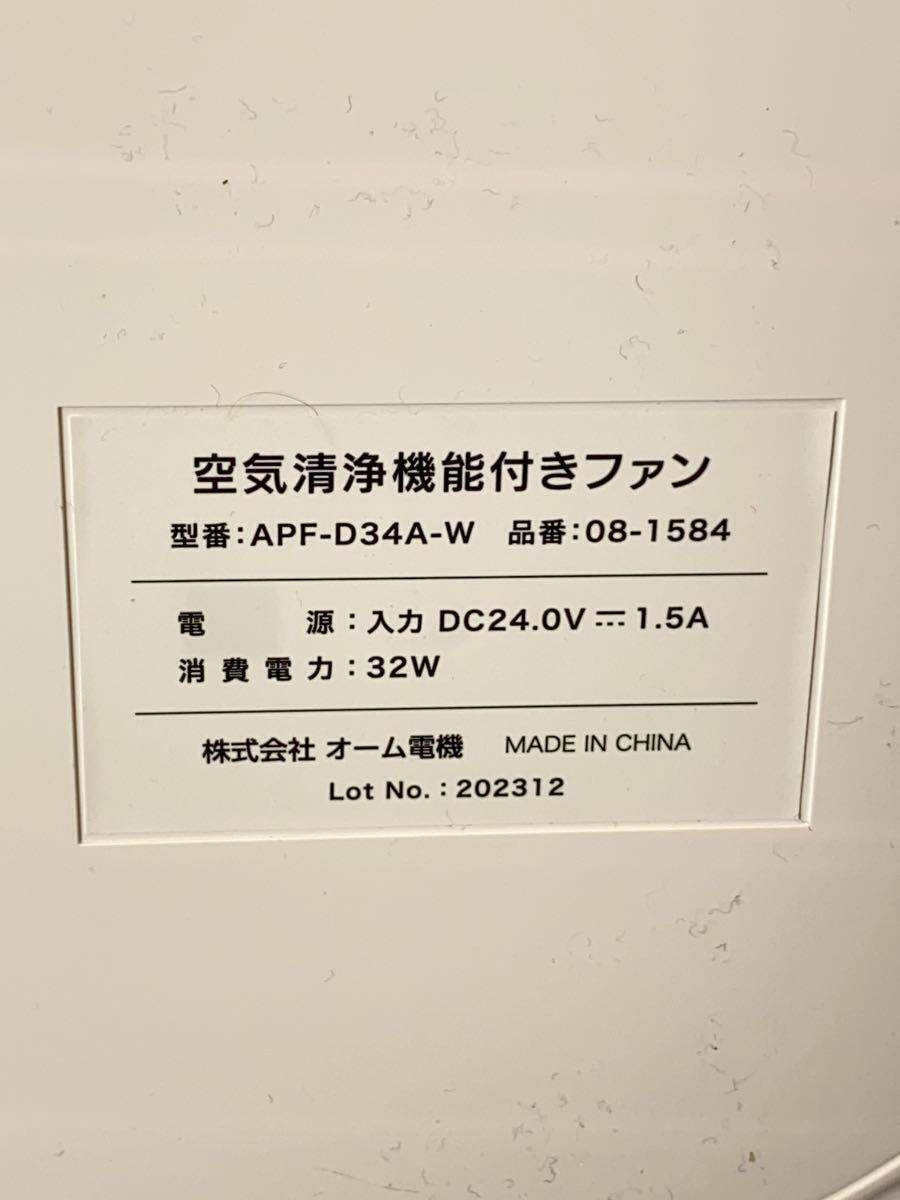 空気清浄機能付きファン
型番：APF-D34A-W 品番：08-1584
電源：入力 DC24.0V ⎓ 1.5A
消費電力：32W
株式会社 オーム電機 MADE IN CHINA
Lot No.：202312